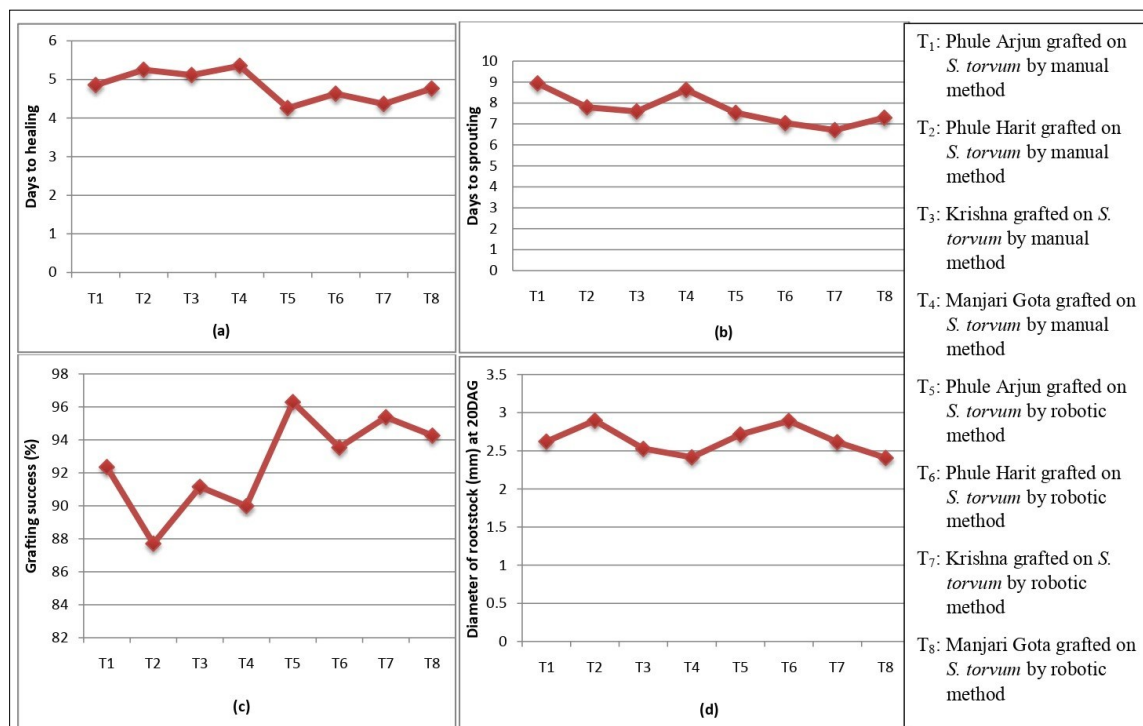 6
5
4
3
2
1
0
Days to healing
T1 T2 T3 T4 T5 T6 T7 T8
(a)
10
9
8
7
6
5
4
3
2
1
0
Days to sprouting
T1 T2 T3 T4 T5 T6 T7 T8
(b)
98
96
94
92
90
88
86
84
82
Grafting success (%)
T1 T2 T3 T4 T5 T6 T7 T8
(c)
3.5
3
2.5
2
1.5
1
0.5
0
Diameter of rootstock (mm) at 20DAG
T1 T2 T3 T4 T5 T6 T7 T8
(d)
T₁: Phule Arjun grafted on
S. torvum by manual
method
T₂: Phule Harit grafted on
S. torvum by manual
method
T₃: Krishna grafted on S.
torvum by manual
method
T₄: Manjari Gota grafted on
S. torvum by manual
method
T₅: Phule Arjun grafted on
S. torvum by robotic
method
T₆: Phule Harit grafted on
S. torvum by robotic
method
T₇: Krishna grafted on S.
torvum by robotic
method
T₈: Manjari Gota grafted on
S. torvum by robotic
method